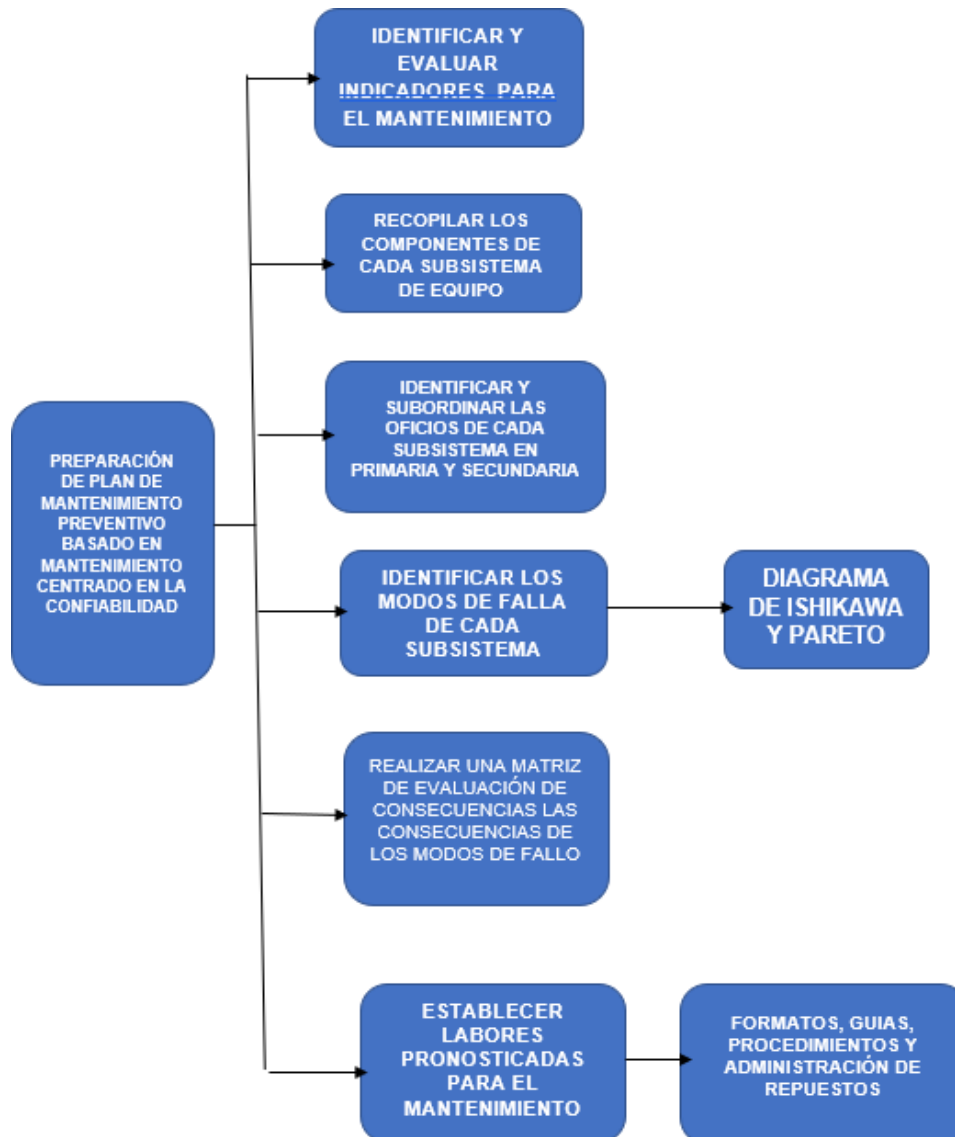 IDENTIFICAR Y
EVALUAR
INDICADORES PARA
EL MANTENIMIENTO
RECOPILAR LOS
COMPONENTES DE
CADA SUBSISTEMA
DE EQUIPO
IDENTIFICAR Y
SUBORDINAR LAS
OFICIOS DE CADA
SUBSISTEMA EN
PRIMARIA Y SECUNDARIA
PREPARACIÓN
DE PLAN DE
MANTENIMIENTO
PREVENTIVO
BASADO EN
MANTENIMIENTO
CENTRADO EN LA
CONFIABILIDAD
IDENTIFICAR LOS
MODOS DE FALLA
DE CADA
SUBSISTEMA
DIAGRAMA
DE ISHIKAWA
Y PARETO
REALIZAR UNA MATRIZ
DE EVALUACIÓN DE
CONSECUENCIAS LAS
CONSECUENCIAS DE
LOS MODOS DE FALLO
ESTABLECER
LABORES
PRONOSTICADAS
PARA EL
MANTENIMIENTO
FORMATOS, GUIAS,
PROCEDIMIENTOS Y
ADMINISTRACIÓN DE
REPUESTOS